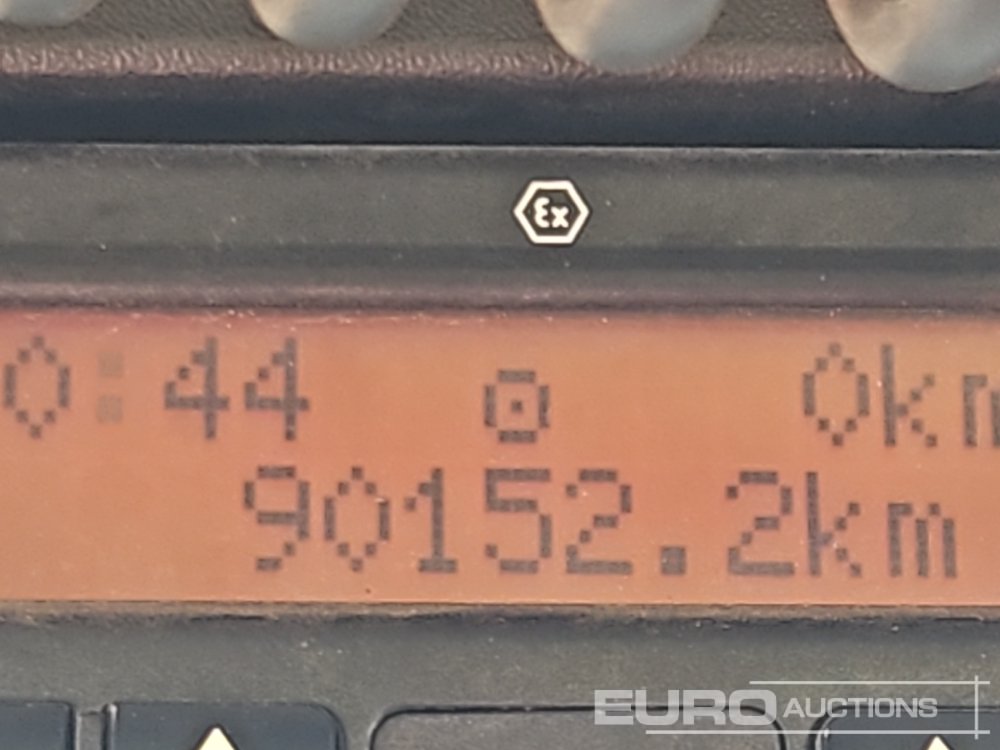 Ex
0:44 0km
90152.2km
EURO AUCTIONS